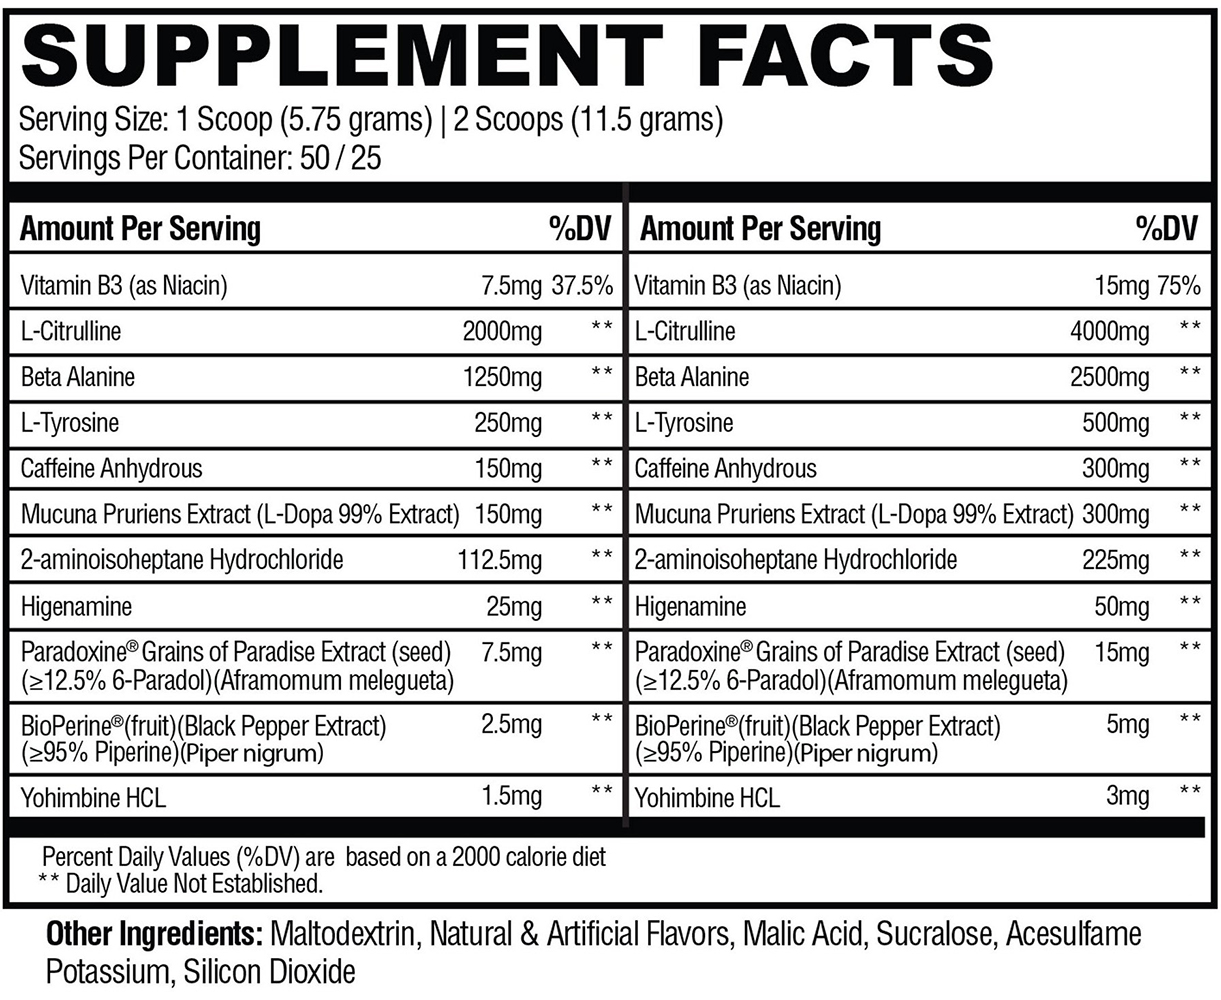 SUPPLEMENT FACTS
Serving Size: 1 Scoop (5.75 grams) | 2 Scoops (11.5 grams)
Servings Per Container: 50 / 25
Amount Per Serving %DV
Vitamin B3 (as Niacin) 7.5mg 37.5%
L-Citrulline 2000mg **
Beta Alanine 1250mg **
L-Tyrosine 250mg **
Caffeine Anhydrous 150mg **
Mucuna Pruriens Extract (L-Dopa 99% Extract) 150mg **
2-aminoisoheptane Hydrochloride 112.5mg **
Higenamine 25mg **
Paradoxine® Grains of Paradise Extract (seed) 7.5mg **
(≥12.5% 6-Paradol)(Aframomum melegueta)
BioPerine®(fruit)(Black Pepper Extract) 2.5mg **
(≥95% Piperine)(Piper nigrum)
Yohimbine HCL 1.5mg **
Amount Per Serving %DV
Vitamin B3 (as Niacin) 15mg 75%
L-Citrulline 4000mg **
Beta Alanine 2500mg **
L-Tyrosine 500mg **
Caffeine Anhydrous 300mg **
Mucuna Pruriens Extract (L-Dopa 99% Extract) 300mg **
2-aminoisoheptane Hydrochloride 225mg **
Higenamine 50mg **
Paradoxine® Grains of Paradise Extract (seed) 15mg **
(≥12.5% 6-Paradol)(Aframomum melegueta)
BioPerine®(fruit)(Black Pepper Extract) 5mg **
(≥95% Piperine)(Piper nigrum)
Yohimbine HCL 3mg **
Percent Daily Values (%DV) are based on a 2000 calorie diet
** Daily Value Not Established.
Other Ingredients: Maltodextrin, Natural & Artificial Flavors, Malic Acid, Sucralose, Acesulfame
Potassium, Silicon Dioxide